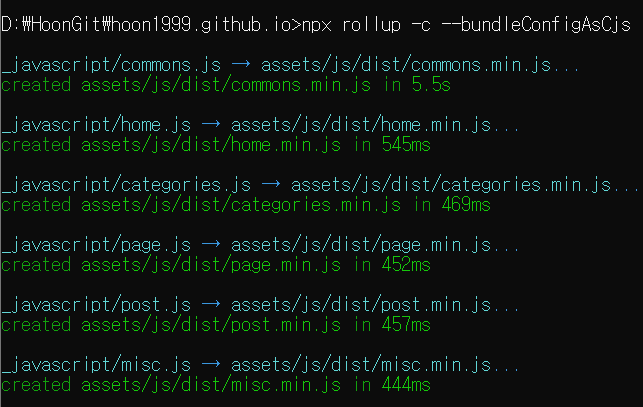 D:₩HoonGit₩hoon1999.github.io>npx rollup -c --bundleConfigAsCjs
_javascript/commons.js → assets/js/dist/commons.min.js...
created assets/js/dist/commons.min.js in 5.5s
_javascript/home.js → assets/js/dist/home.min.js...
created assets/js/dist/home.min.js in 545ms
_javascript/categories.js → assets/js/dist/categories.min.js...
created assets/js/dist/categories.min.js in 469ms
_javascript/page.js → assets/js/dist/page.min.js...
created assets/js/dist/page.min.js in 452ms
_javascript/post.js → assets/js/dist/post.min.js...
created assets/js/dist/post.min.js in 457ms
_javascript/misc.js → assets/js/dist/misc.min.js...
created assets/js/dist/misc.min.js in 444ms